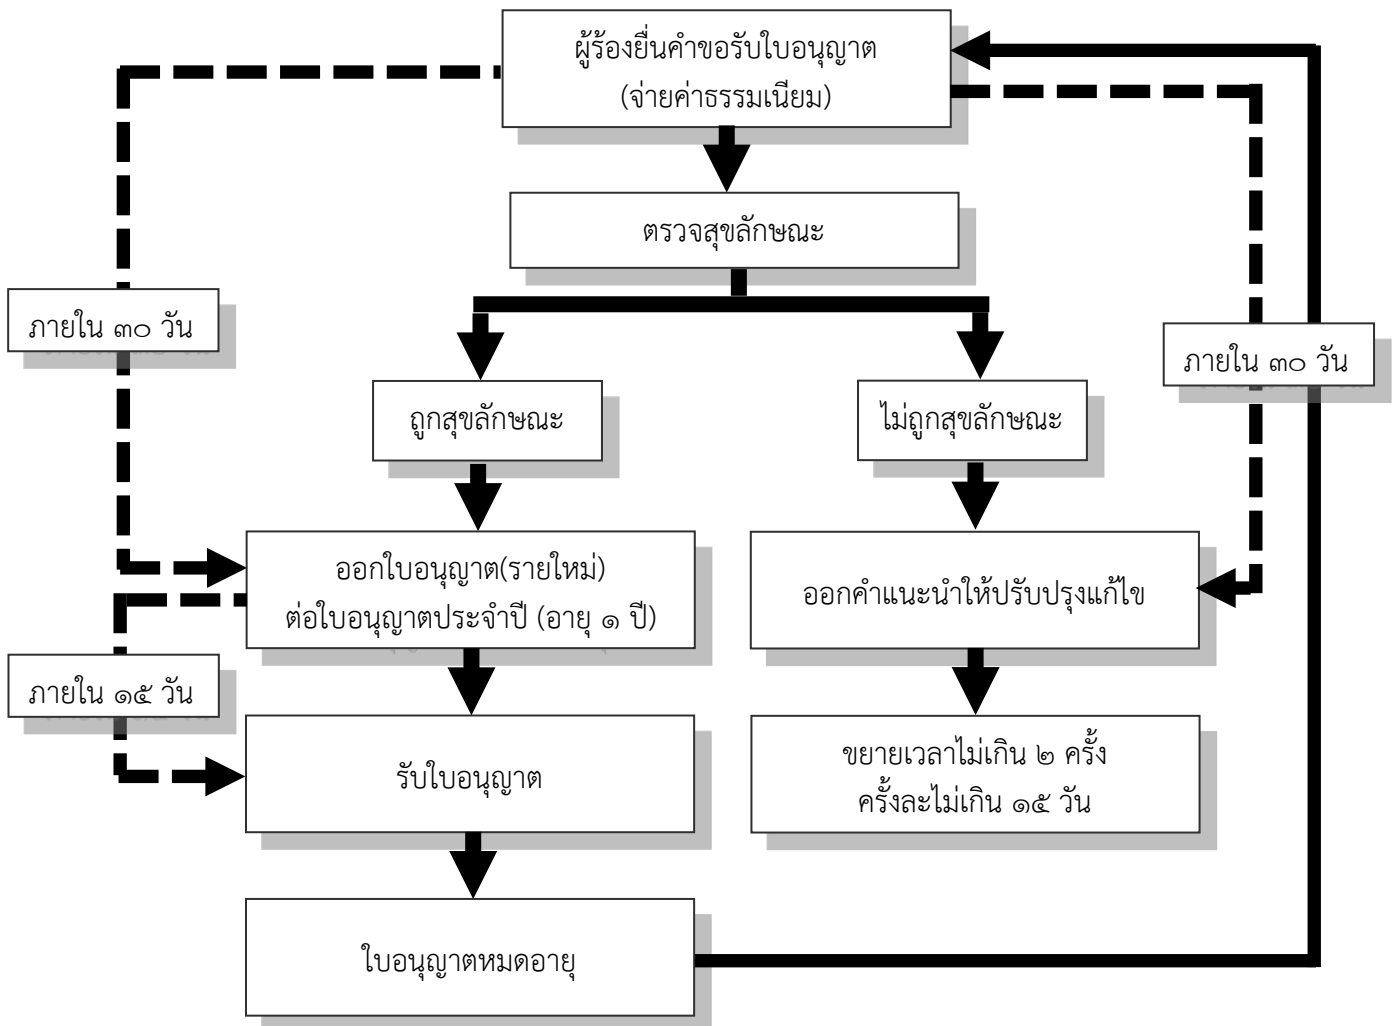 ผู้ร้องยื่นคำขอรับใบอนุญาต
(จ่ายค่าธรรมเนียม)
ตรวจสุขลักษณะ
ภายใน ๓๐ วัน
ภายใน ๓๐ วัน
ถูกสุขลักษณะ
ไม่ถูกสุขลักษณะ
ออกใบอนุญาต(รายใหม่)
ต่อใบอนุญาตประจำปี (อายุ ๑ ปี)
ออกคำแนะนำให้ปรับปรุงแก้ไข
ภายใน ๑๕ วัน
รับใบอนุญาต
ขยายเวลาไม่เกิน ๒ ครั้ง
ครั้งละไม่เกิน ๑๕ วัน
ใบอนุญาตหมดอายุ